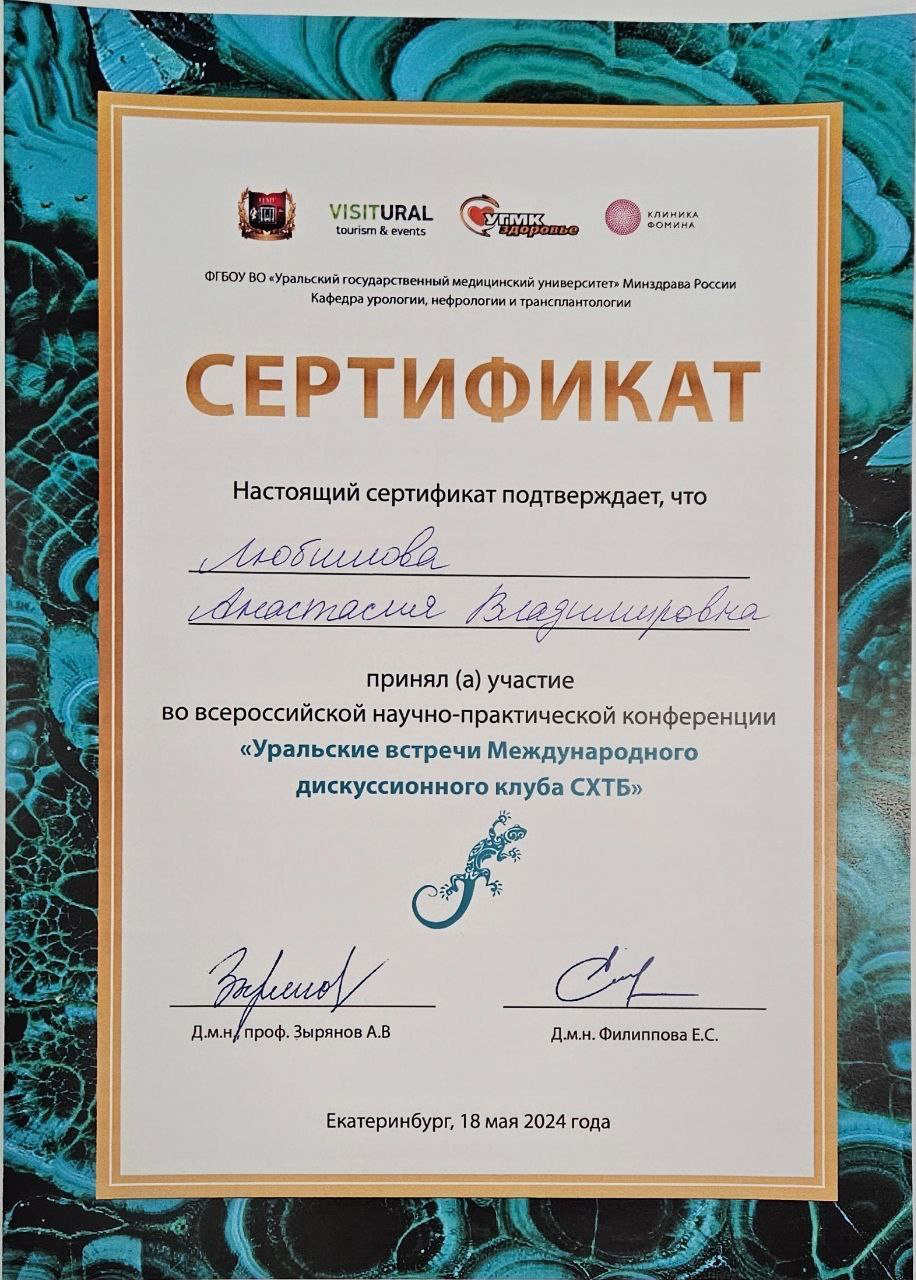 УГМУ
VISITURAL
tourism & events
УГМК
здоровье
КЛИНИКА
ФОМИНА
ФГБОУ ВО «Уральский государственный медицинский университет» Минздрава России
Кафедра урологии, нефрологии и трансплантологии
СЕРТИФИКАТ
Настоящий сертификат подтверждает, что
Любимова
Анастасия Владимировна
принял (а) участие
во всероссийской научно-практической конференции
«Уральские встречи Международного
дискуссионного клуба СХТБ»
Зырянов
Д.м.н, проф. Зырянов А.В
Д.м.н. Филиппова Е.С.
Екатеринбург, 18 мая 2024 года